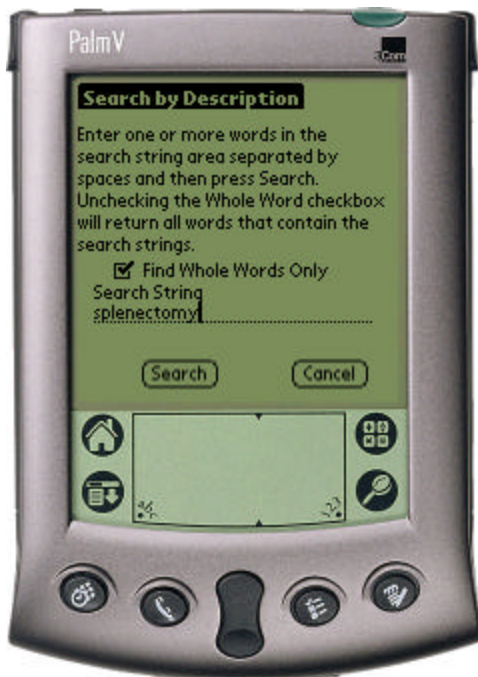 Palm V
3Com
Search by Description
Enter one or more words in the
search string area separated by
spaces and then press Search.
Unchecking the Whole Word checkbox
will return all words that contain the
search strings.
Find Whole Words Only
Search String
splenectomy
Search
Cancel